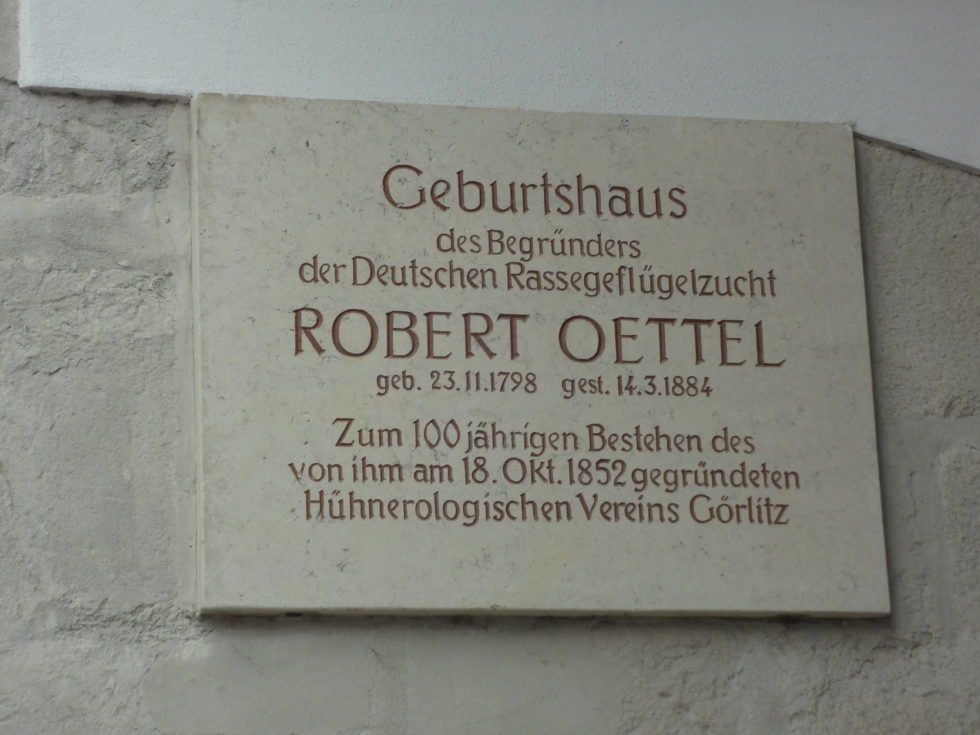 Geburtshaus
des Begründers
der Deutschen Rassegeflügelzucht
ROBERT OETTEL
geb. 23.11.1798 gest. 14.3.1884
Zum 100 jährigen Bestehen des
von ihm am 18. Okt. 1852 gegründeten
Hühnerologischen Vereins Görlitz